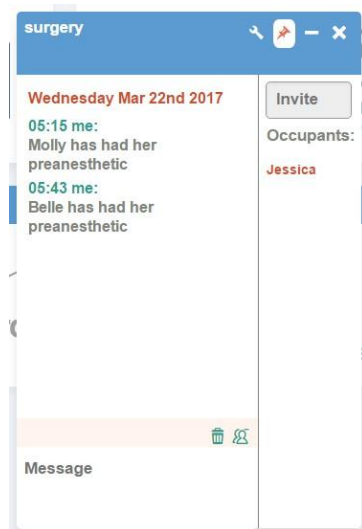 surgery
Wednesday Mar 22nd 2017
05:15 me:
Molly has had her
preanesthetic
05:43 me:
Belle has had her
preanesthetic
Message
Invite
Occupants:
Jessica